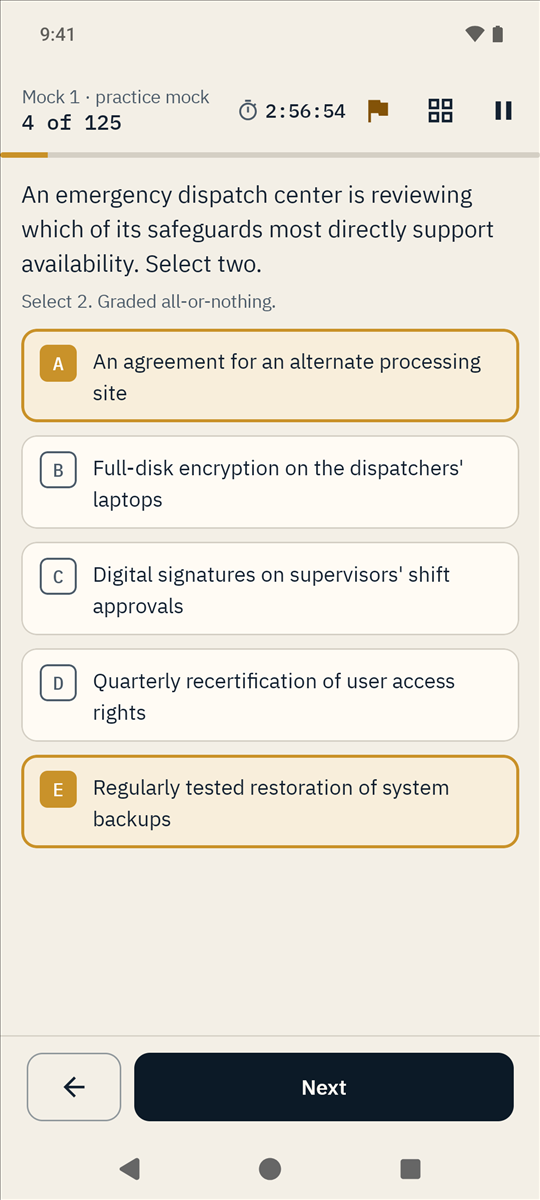 9:41
Mock 1 · practice mock
4 of 125
2:56:54
An emergency dispatch center is reviewing
which of its safeguards most directly support
availability. Select two.
Select 2. Graded all-or-nothing.
A
An agreement for an alternate processing
site
B
Full-disk encryption on the dispatchers'
laptops
C
Digital signatures on supervisors' shift
approvals
D
Quarterly recertification of user access
rights
E
Regularly tested restoration of system
backups
Next